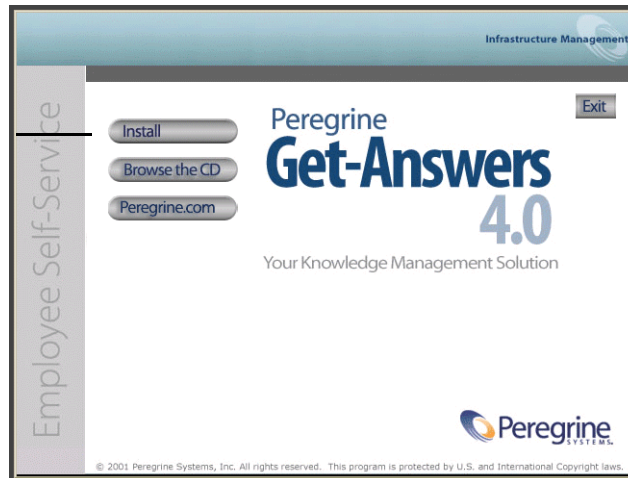 Infrastructure Management
Employee Self-Service
Install
Browse the CD
Peregrine.com
Exit
Peregrine
Get-Answers
4.0
Your Knowledge Management Solution
Peregrine
SYSTEMS
© 2001 Peregrine Systems, Inc. All rights reserved. This program is protected by U.S. and International Copyright laws.